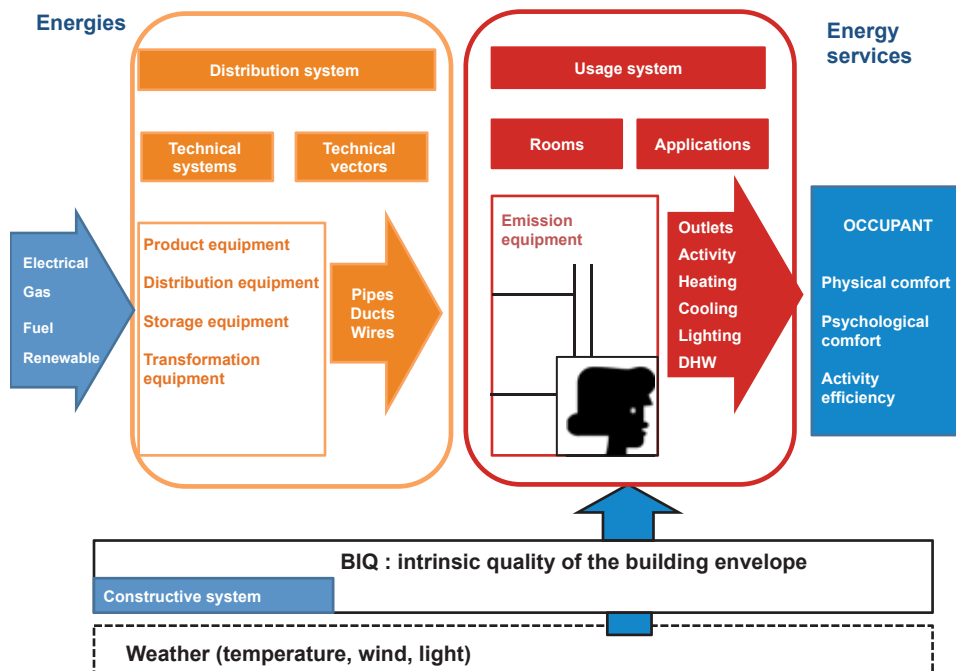 Energies
Energy
services
Distribution system
Usage system
Technical
systems
Technical
vectors
Rooms
Applications
Electrical
Gas
Fuel
Renewable
Product equipment
Distribution equipment
Storage equipment
Transformation
equipment
Pipes
Ducts
Wires
Emission
equipment
Outlets
Activity
Heating
Cooling
Lighting
DHW
OCCUPANT
Physical comfort
Psychological
comfort
Activity
efficiency
BIQ : intrinsic quality of the building envelope
Constructive system
Weather (temperature, wind, light)